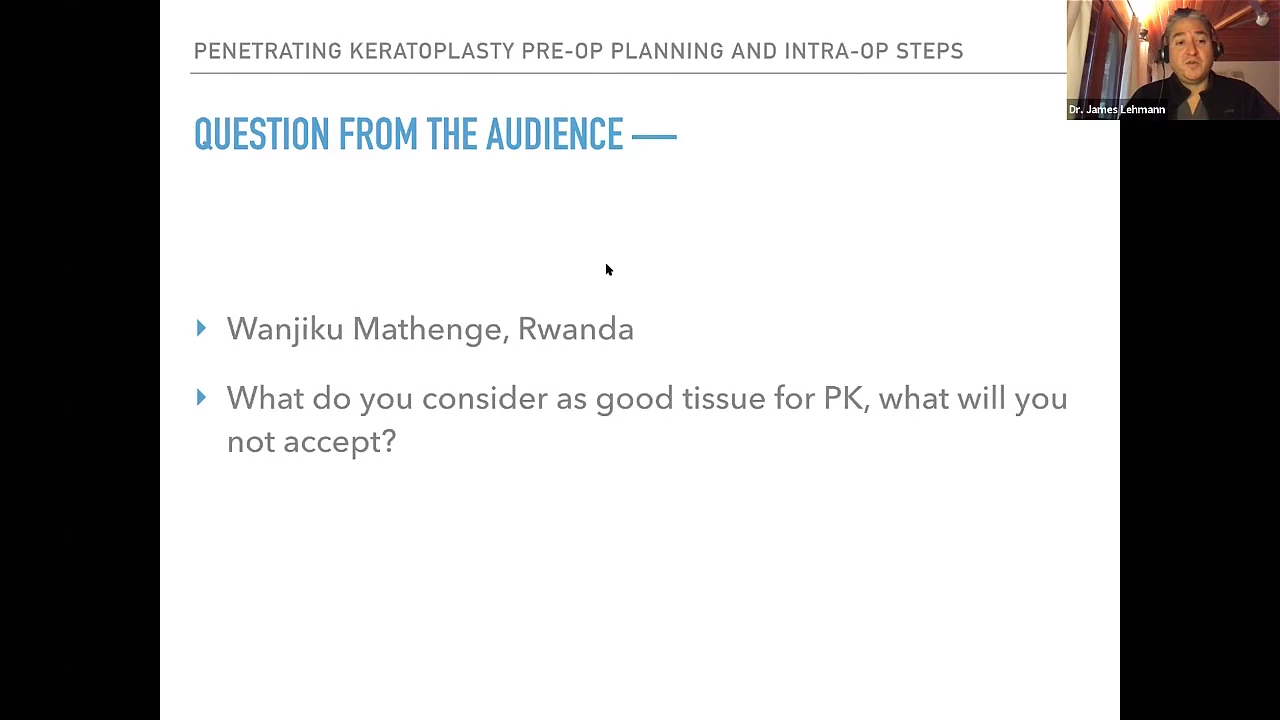 PENETRATING KERATOPLASTY PRE-OP PLANNING AND INTRA-OP STEPS
Dr. James Lehmann
QUESTION FROM THE AUDIENCE —
Wanjiku Mathenge, Rwanda
What do you consider as good tissue for PK, what will you
not accept?